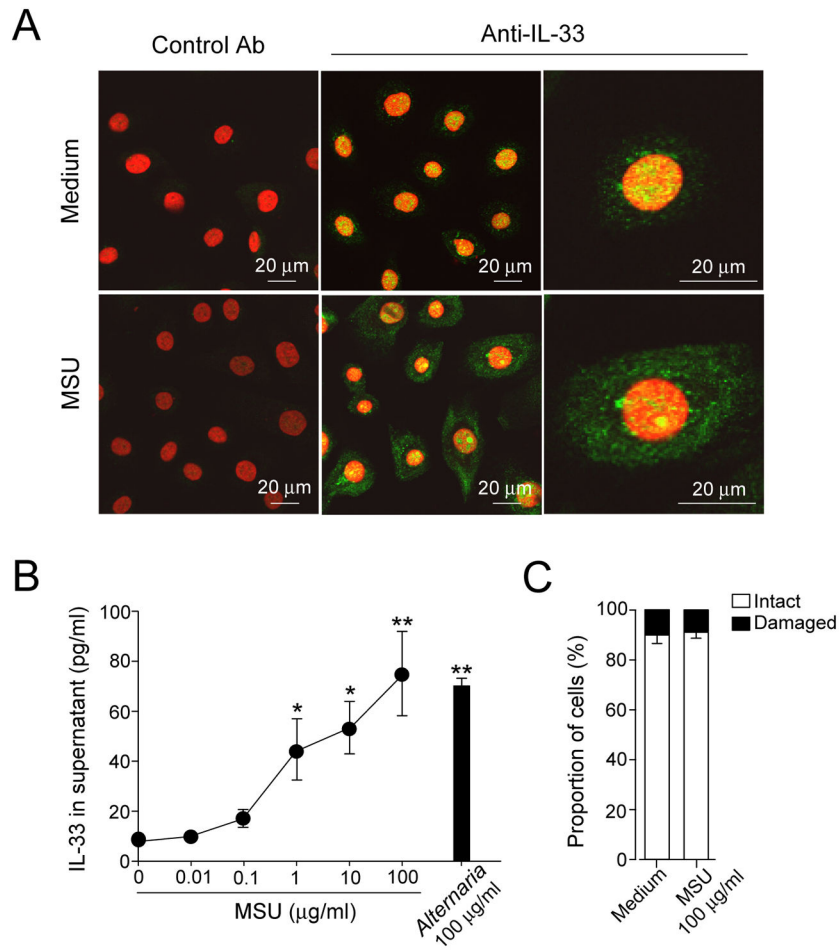 A
Control Ab
Anti-IL-33
Medium
20 μm
20 μm
20 μm
MSU
20 μm
20 μm
20 μm
B
IL-33 in supernatant (pg/ml)
100
80
60
40
20
0
*
*
**
**
0 0.01 0.1 1 10 100
MSU (μg/ml)
Alternaria
100 μg/ml
C
Intact
Damaged
Proportion of cells (%)
100
80
60
40
20
0
Medium
MSU
100 μg/ml